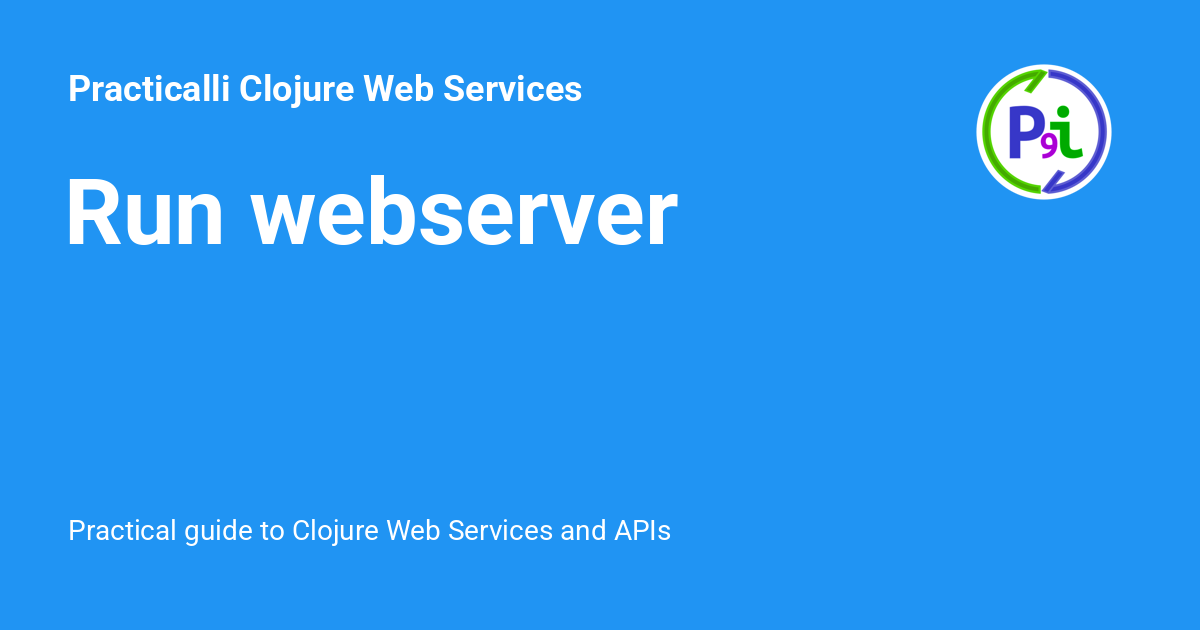 Practicalli Clojure Web Services
Run webserver
P9i
Practical guide to Clojure Web Services and APIs